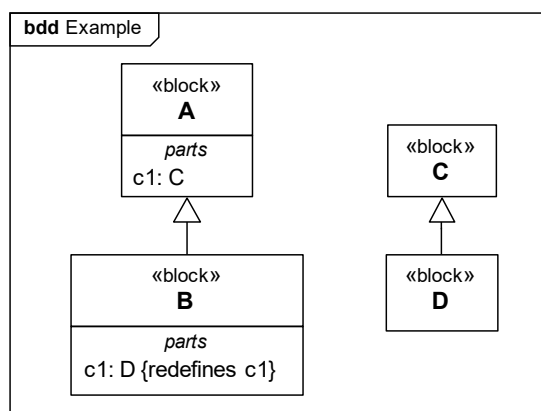 bdd Example
«block»
A
parts
c1: C
«block»
C
«block»
B
parts
c1: D {redefines c1}
«block»
D